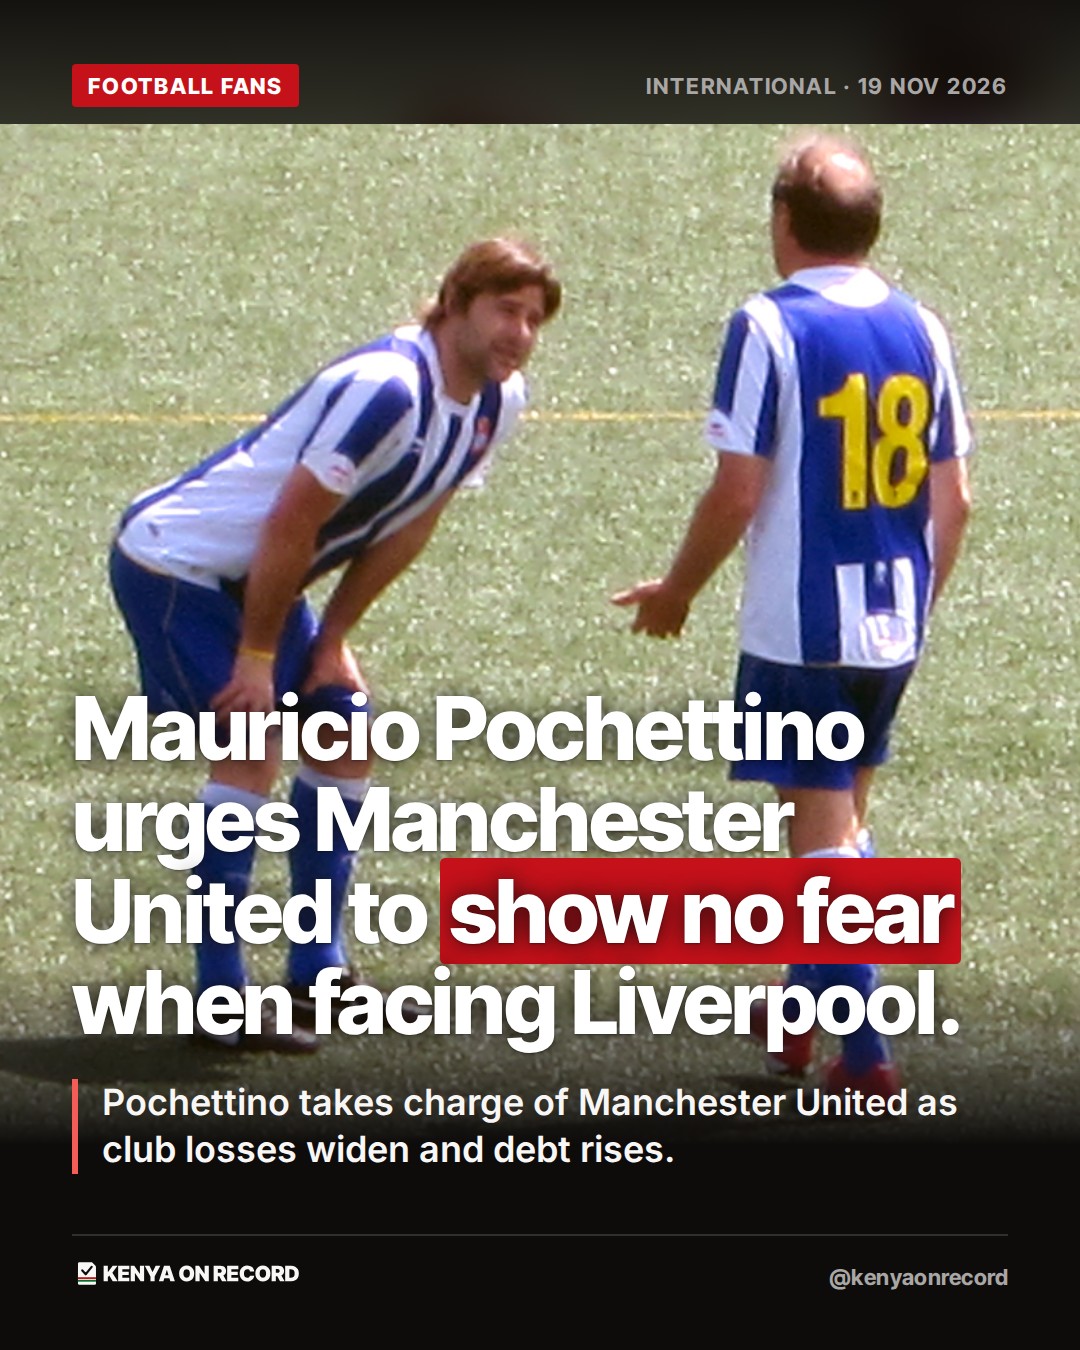 FOOTBALL FANS
INTERNATIONAL · 19 NOV 2026
18
Mauricio Pochettino
urges Manchester
United to show no fear
when facing Liverpool.
Pochettino takes charge of Manchester United as
club losses widen and debt rises.
KENYA ON RECORD
@kenyaonrecord